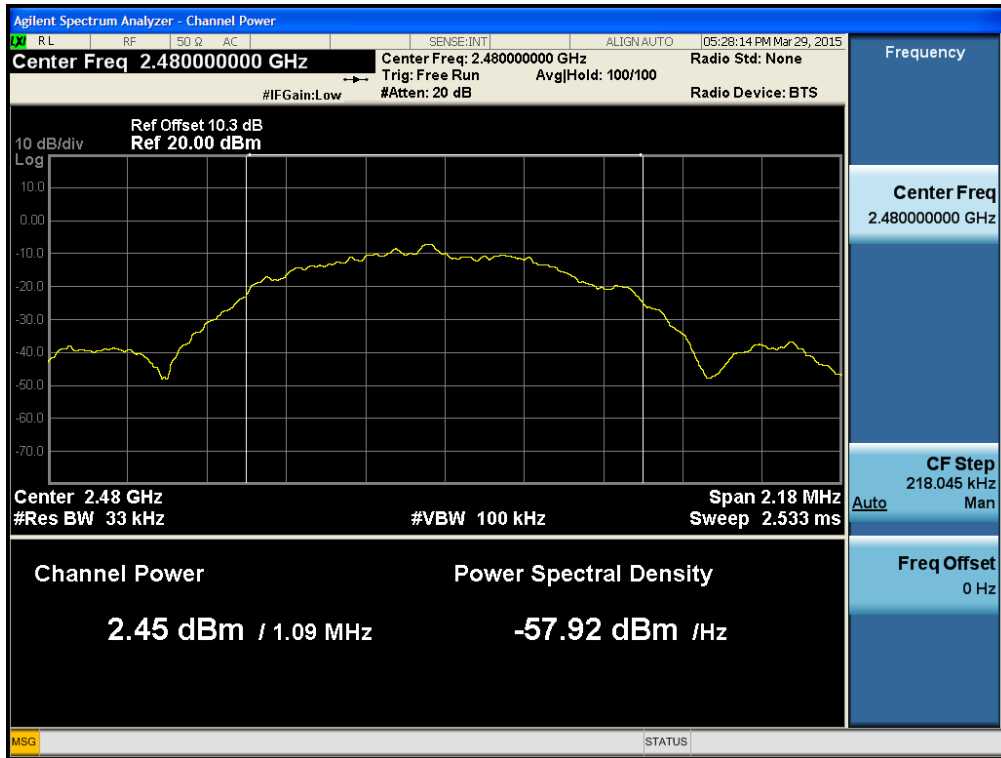 Agilent Spectrum Analyzer - Channel Power
LXI RL RF 50 Ω AC SENSE:INT ALIGN AUTO 05:28:14 PM Mar 29, 2015
Center Freq 2.480000000 GHz
#IFGain:Low
Center Freq: 2.480000000 GHz
Trig: Free Run Avg|Hold: 100/100
#Atten: 20 dB
Radio Std: None
Radio Device: BTS
Ref Offset 10.3 dB
10 dB/div Ref 20.00 dBm
Log
10.0
0.00
-10.0
-20.0
-30.0
-40.0
-50.0
-60.0
-70.0
Center 2.48 GHz Span 2.18 MHz
#Res BW 33 kHz #VBW 100 kHz Sweep 2.533 ms
Channel Power Power Spectral Density
2.45 dBm / 1.09 MHz -57.92 dBm /Hz
Frequency
Center Freq
2.480000000 GHz
CF Step
218.045 kHz
Auto Man
Freq Offset
0 Hz
MSG STATUS